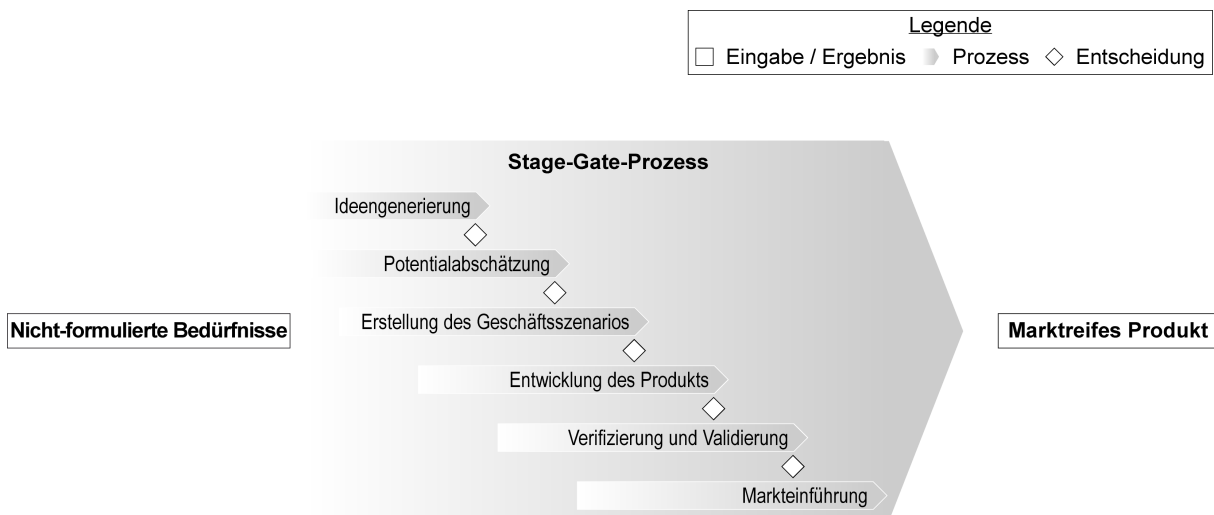 Legende
Eingabe / Ergebnis Prozess Entscheidung
Stage-Gate-Prozess
Ideengenerierung
Potentialabschätzung
Erstellung des Geschäftsszenarios
Nicht-formulierte Bedürfnisse
Marktreifes Produkt
Entwicklung des Produkts
Verifizierung und Validierung
Markteinführung